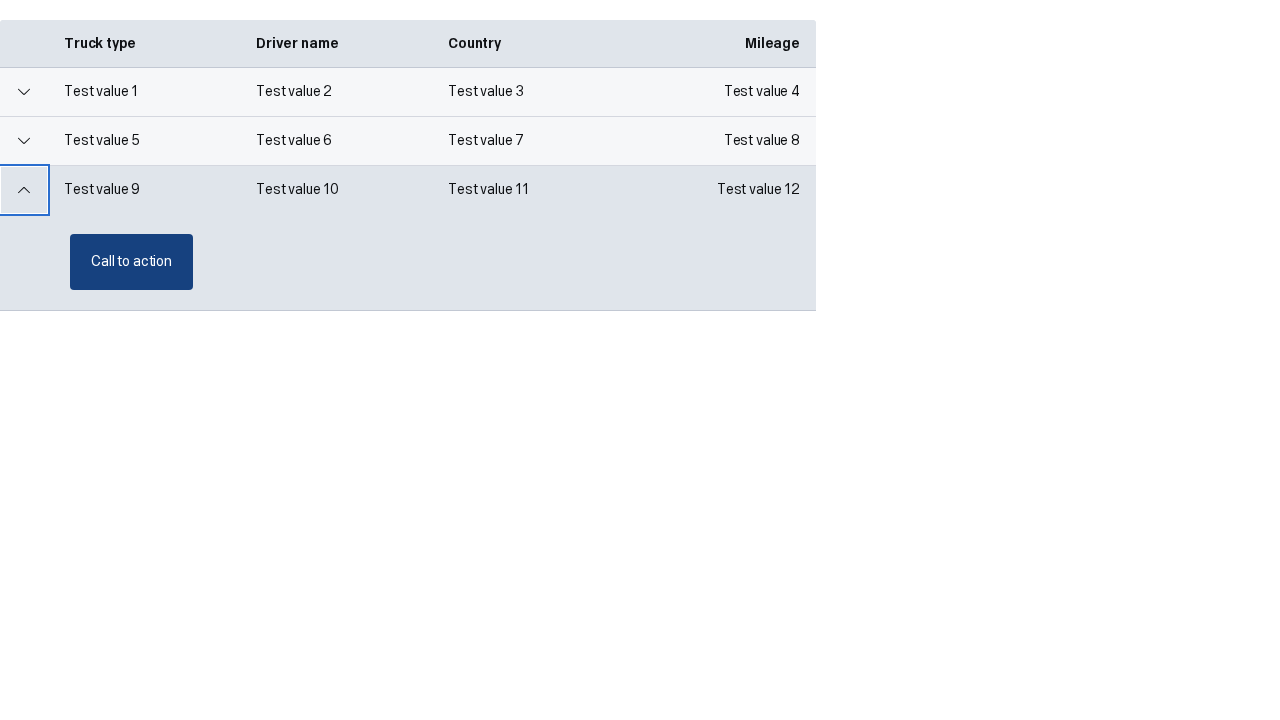 Truck type Driver name Country Mileage
Test value 1 Test value 2 Test value 3 Test value 4
Test value 5 Test value 6 Test value 7 Test value 8
Test value 9 Test value 10 Test value 11 Test value 12
Call to action